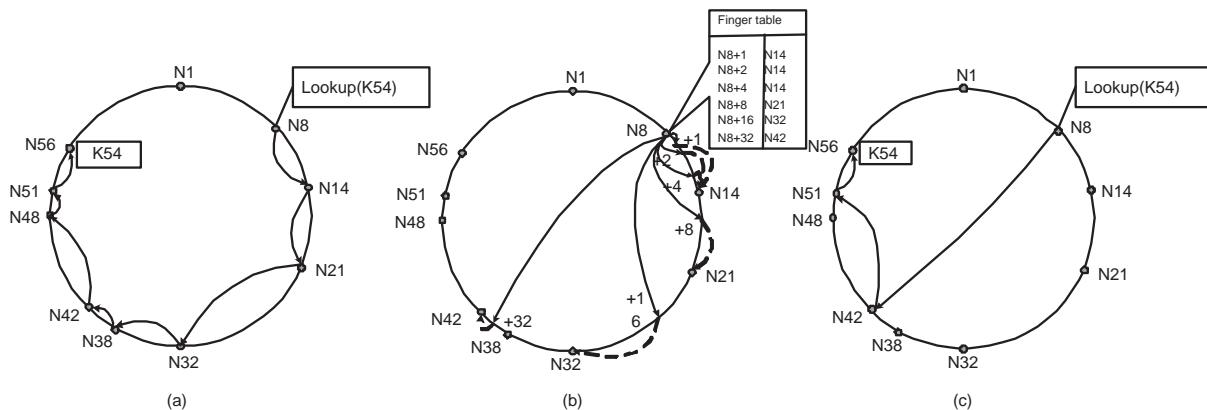 N1
Lookup(K54)
N8
N56
K54
N51
N14
N48
N21
N42
N38
N32
(a)
Finger table
N8+1 N14
N8+2 N14
N8+4 N14
N8+8 N21
N8+16 N32
N8+32 N42
N1
N8
+1
N56
+2
+4
N51
N14
N48
+8
N21
+1
6
N42
+32
N38
N32
(b)
N1
Lookup(K54)
N8
N56
K54
N51
N14
N48
N21
N42
N38
N32
(c)